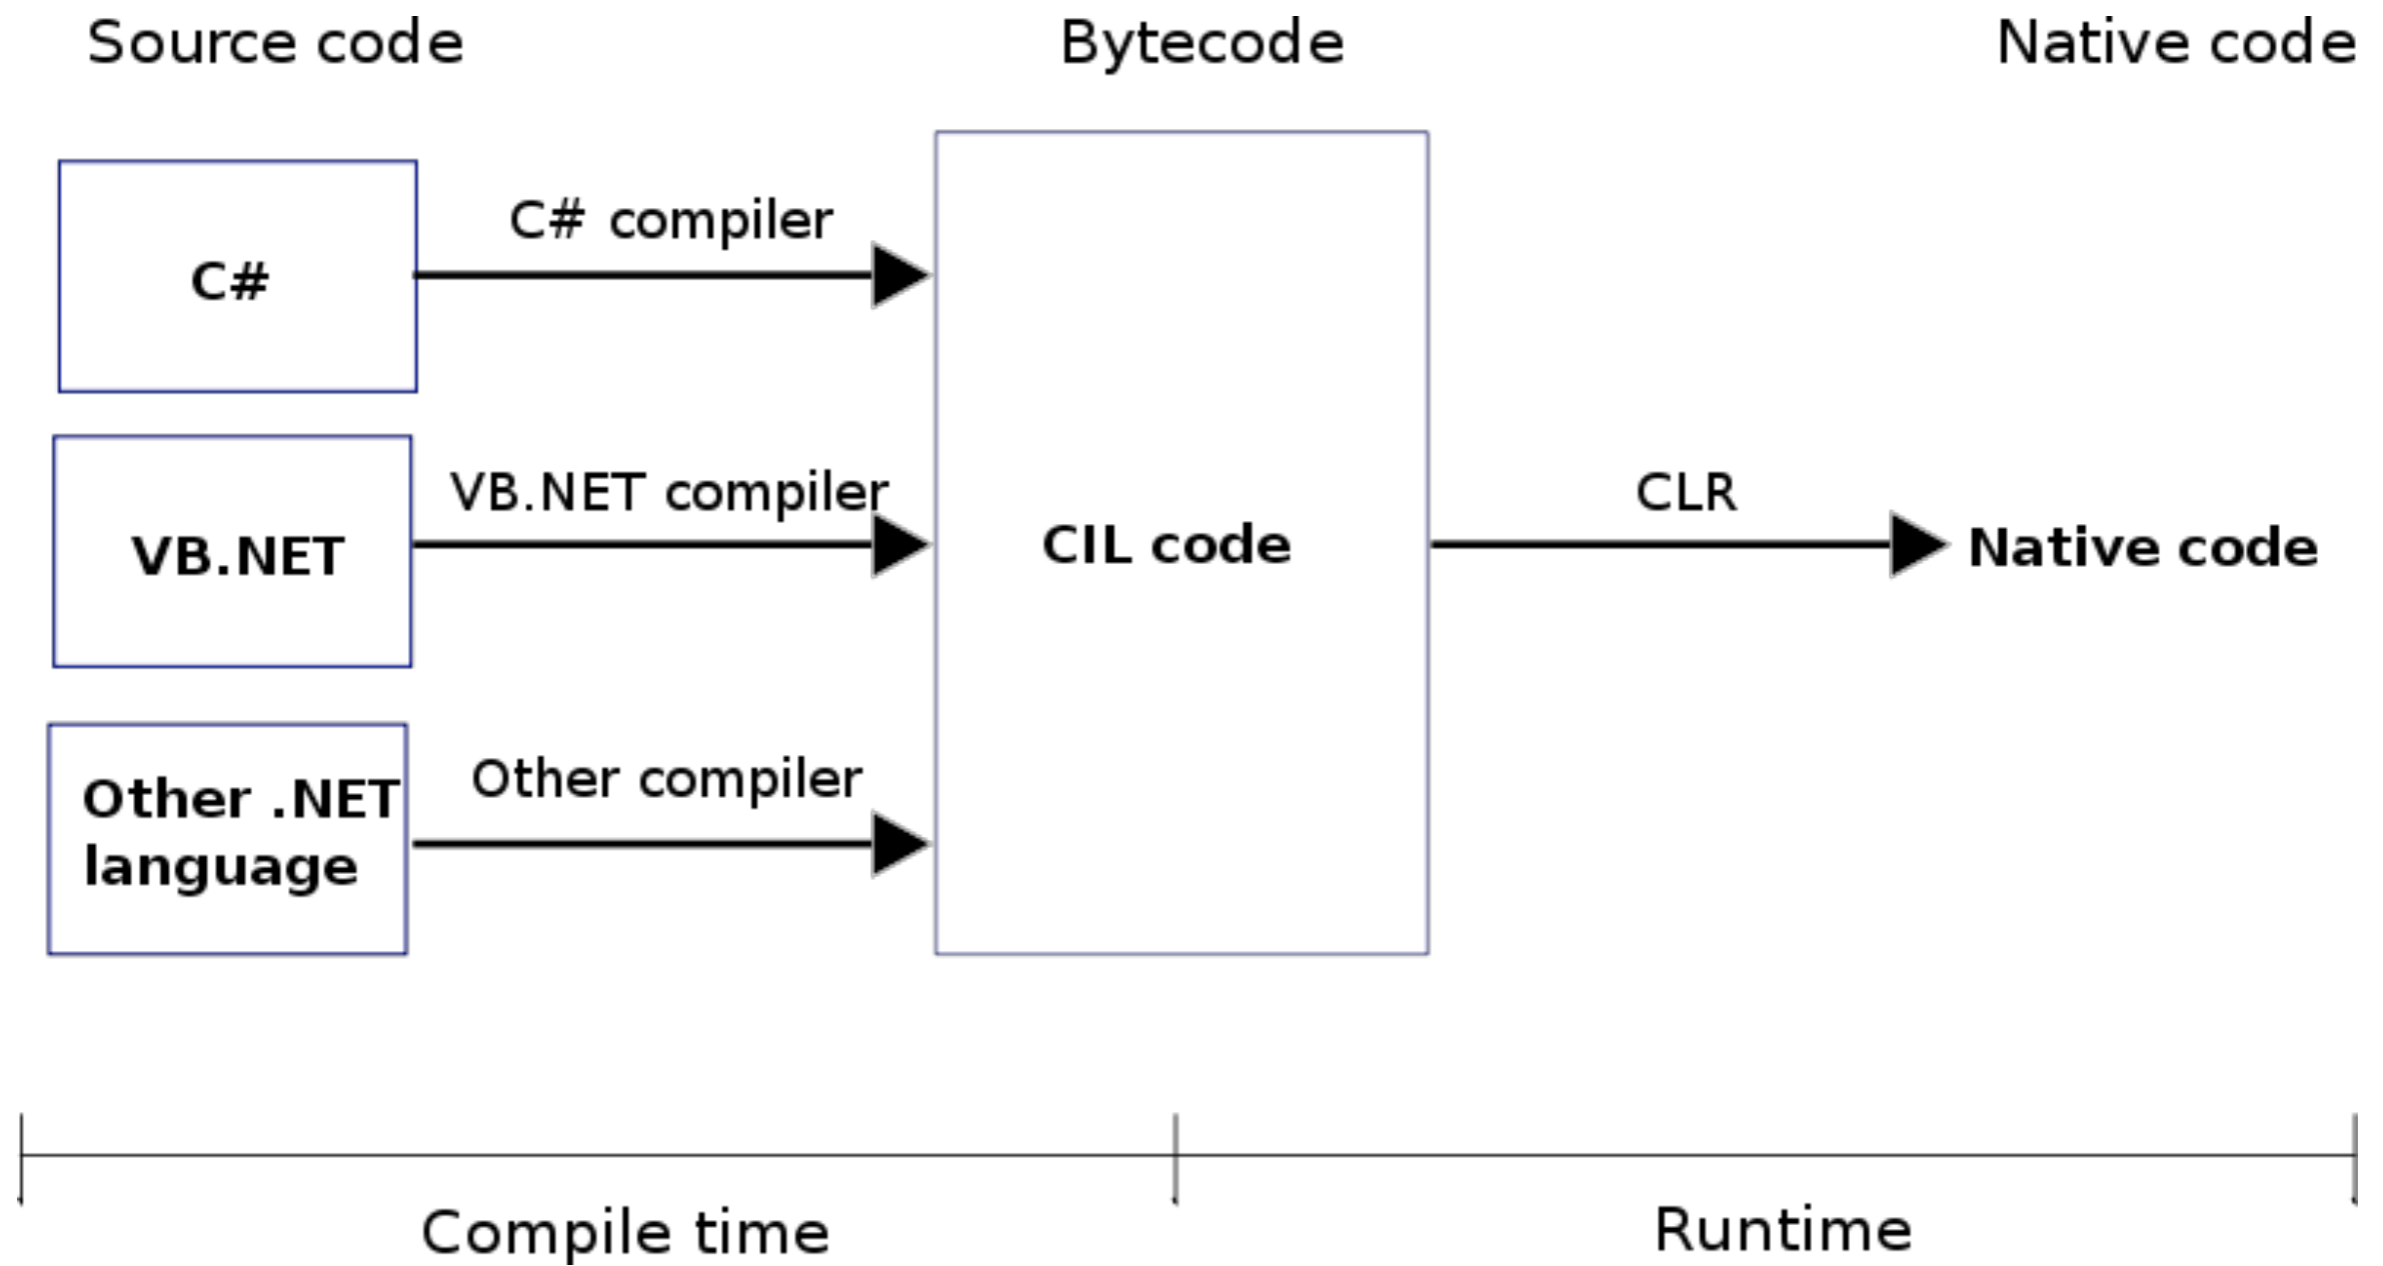 Source code
Bytecode
Native code
C#
C# compiler
VB.NET
VB.NET compiler
CIL code
CLR
Native code
Other .NET
language
Other compiler
Compile time
Runtime